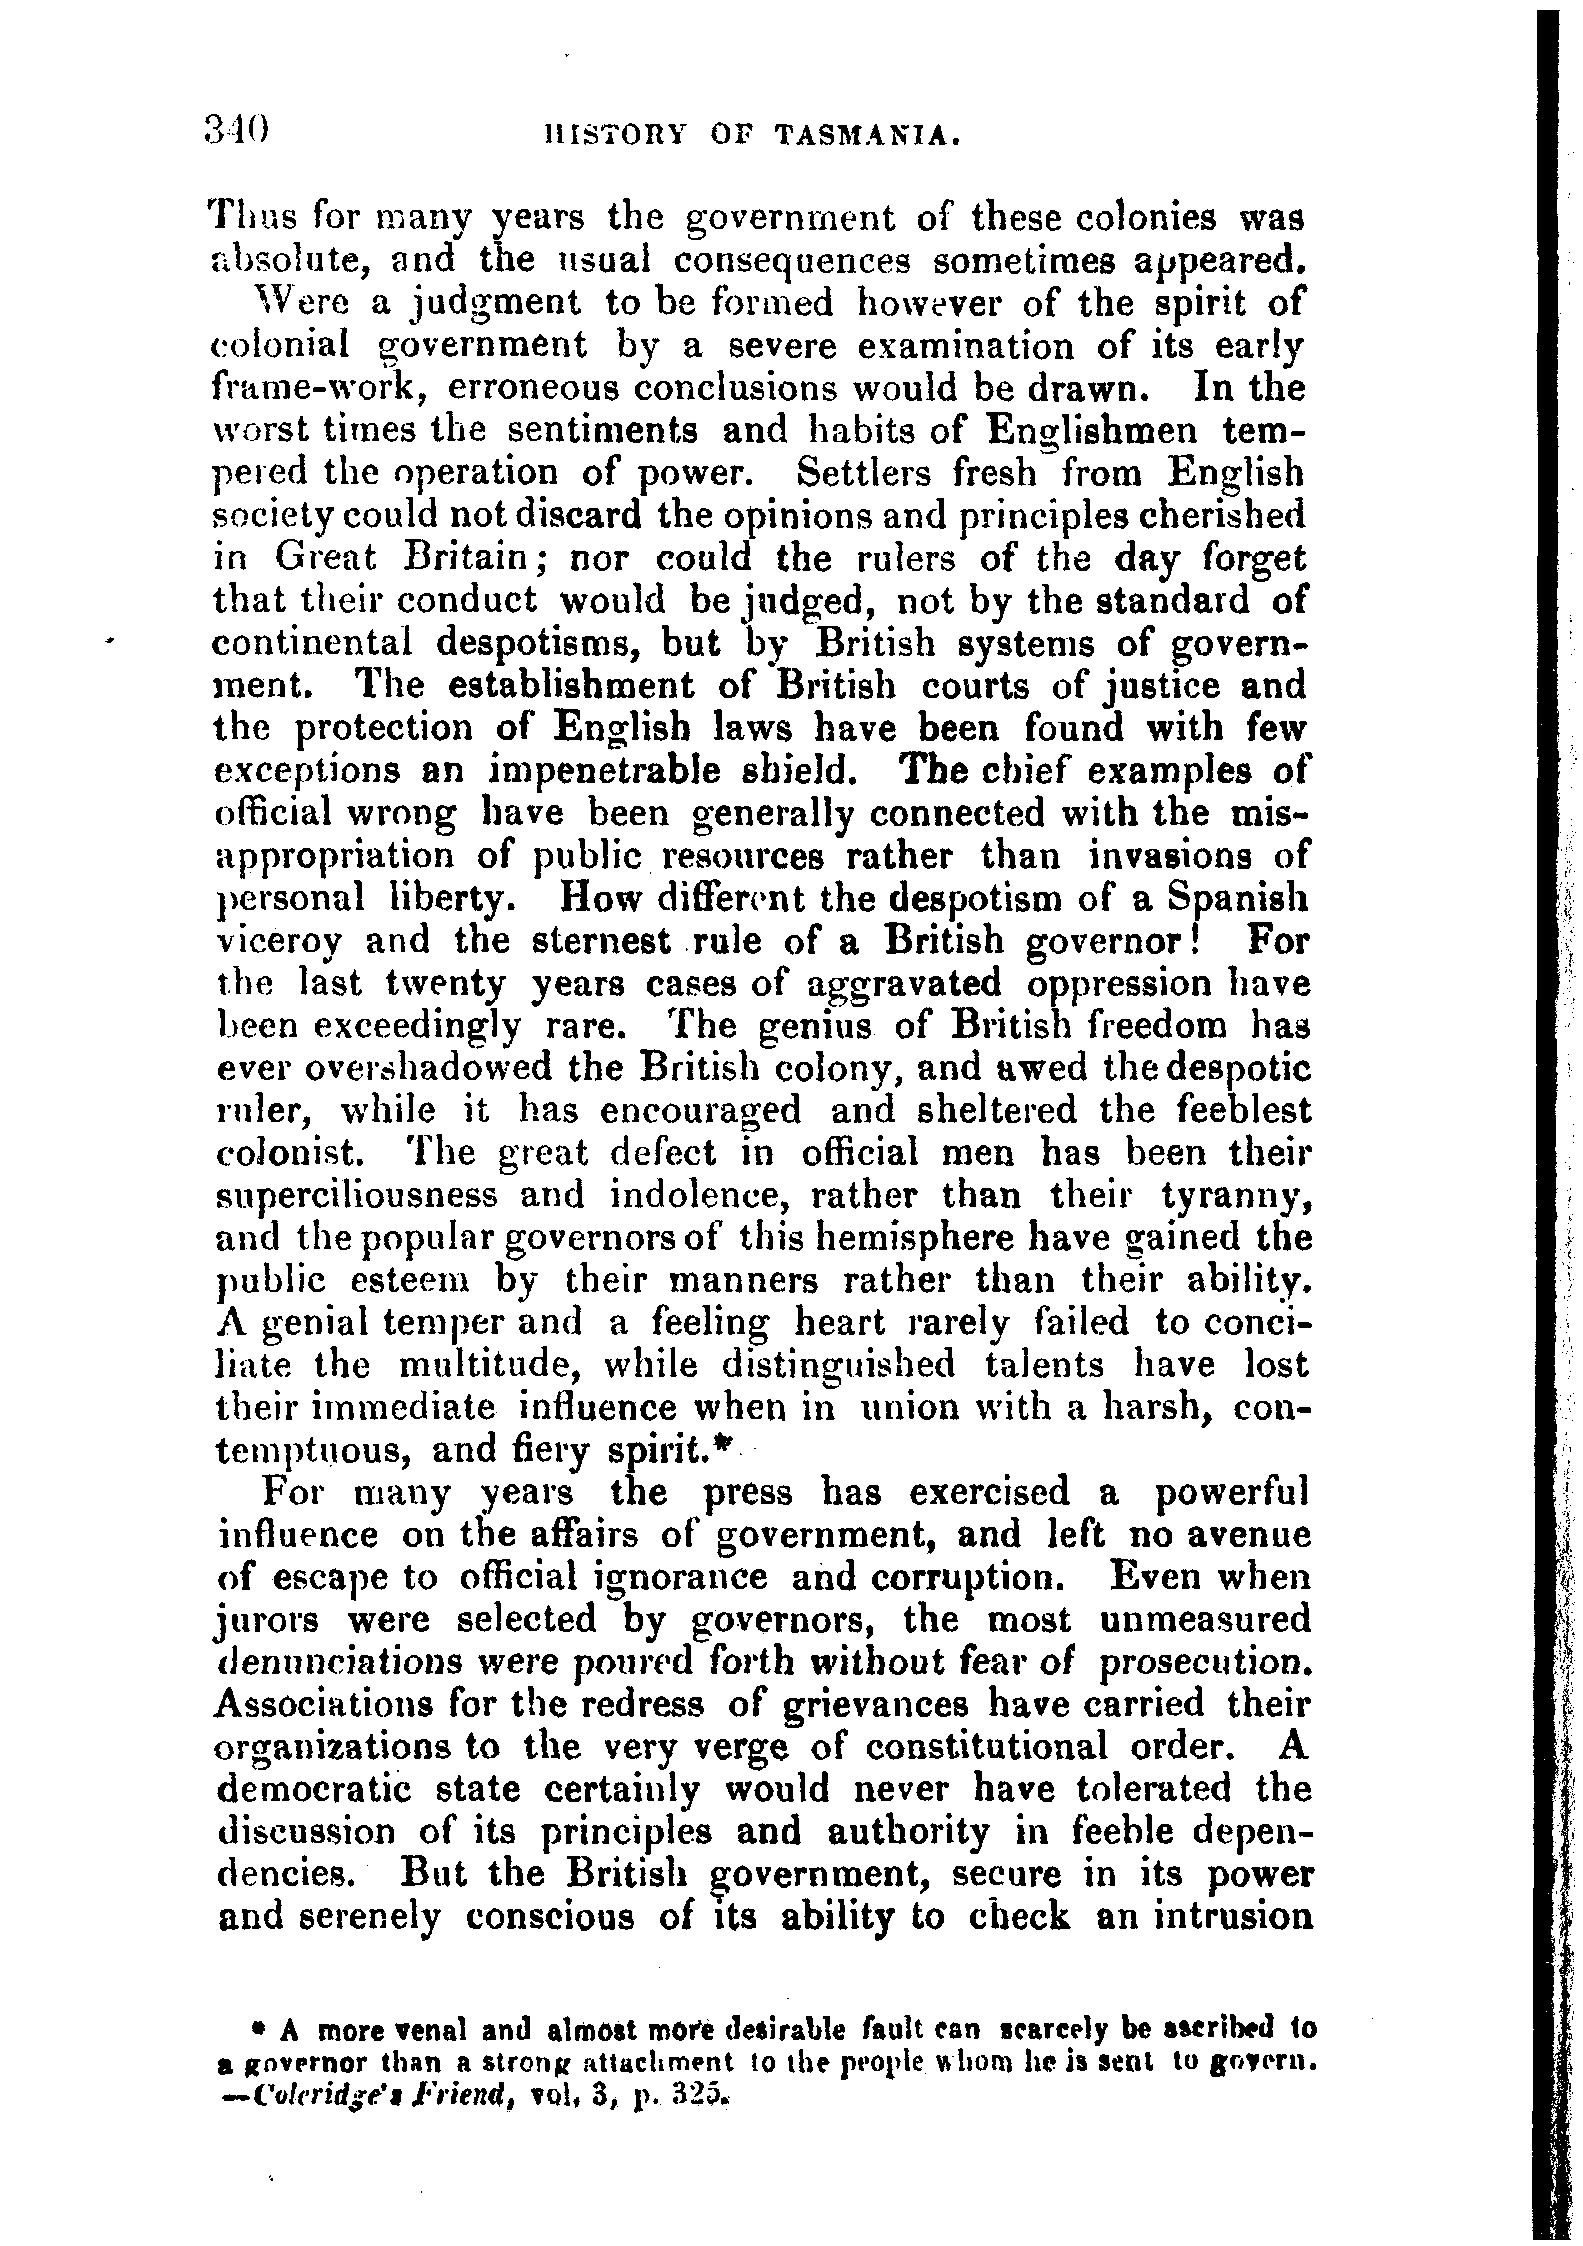 340 HISTORY OF TASMANIA.
Thus for many years the government of these colonies was
absolute, and the usual consequences sometimes appeared.
Were a judgment to be formed however of the spirit of
colonial government by a severe examination of its early
frame-work, erroneous conclusions would be drawn. In the
worst times the sentiments and habits of Englishmen tem-
pered the operation of power. Settlers fresh from English
society could not discard the opinions and principles cherished
in Great Britain; nor could the rulers of the day forget
that their conduct would be judged, not by the standard of
continental despotisms, but by British systems of govern-
ment. The establishment of British courts of justice and
the protection of English laws have been found with few
exceptions an impenetrable shield. The chief examples of
official wrong have been generally connected with the mis-
appropriation of public resources rather than invasions of
personal liberty. How different the despotism of a Spanish
viceroy and the sternest rule of a British governor! For
the last twenty years cases of aggravated oppression have
been exceedingly rare. The genius of British freedom has
ever overshadowed the British colony, and awed the despotic
ruler, while it has encouraged and sheltered the feeblest
colonist. The great defect in official men has been their
superciliousness and indolence, rather than their tyranny,
and the popular governors of this hemisphere have gained the
public esteem by their manners rather than their ability.
A genial temper and a feeling heart rarely failed to conci-
liate the multitude, while distinguished talents have lost
their immediate influence when in union with a harsh, con-
temptuous, and fiery spirit.*
For many years the press has exercised a powerful
influence on the affairs of government, and left no avenue
of escape to official ignorance and corruption. Even when
jurors were selected by governors, the most unmeasured
denunciations were poured forth without fear of prosecution.
Associations for the redress of grievances have carried their
organizations to the very verge of constitutional order. A
democratic state certainly would never have tolerated the
discussion of its principles and authority in feeble depen-
dencies. But the British government, secure in its power
and serenely conscious of its ability to check an intrusion
* A more venal and almost more desirable fault can scarcely be ascribed to
a governor than a strong attachment to the people whom he is sent to govern.
—Coleridge's Friend, vol. 3, p. 325.